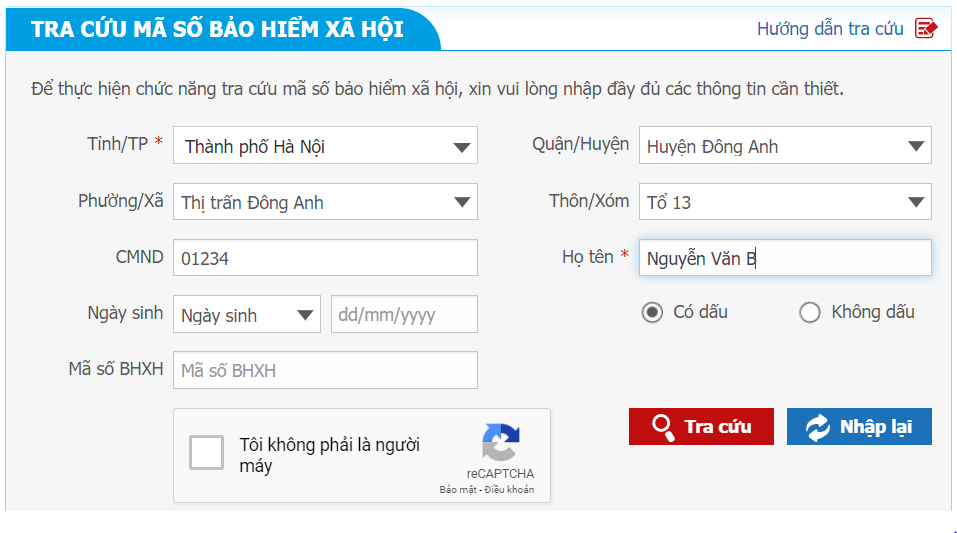 TRA CỨU MÃ SỐ BẢO HIỂM XÃ HỘI
Hướng dẫn tra cứu
Để thực hiện chức năng tra cứu mã số bảo hiểm xã hội, xin vui lòng nhập đầy đủ các thông tin cần thiết.
Tỉnh/TP * Thành phố Hà Nội Quận/Huyện Huyện Đông Anh
Phường/Xã Thị trấn Đông Anh Thôn/Xóm Tổ 13
CMND 01234 Họ tên * Nguyễn Văn B
Ngày sinh Ngày sinh dd/mm/yyyy Có dấu Không dấu
Mã số BHXH Mã số BHXH
Tra cứu Nhập lại
Tôi không phải là người
máy
reCAPTCHA
Bảo mật - Điều khoản